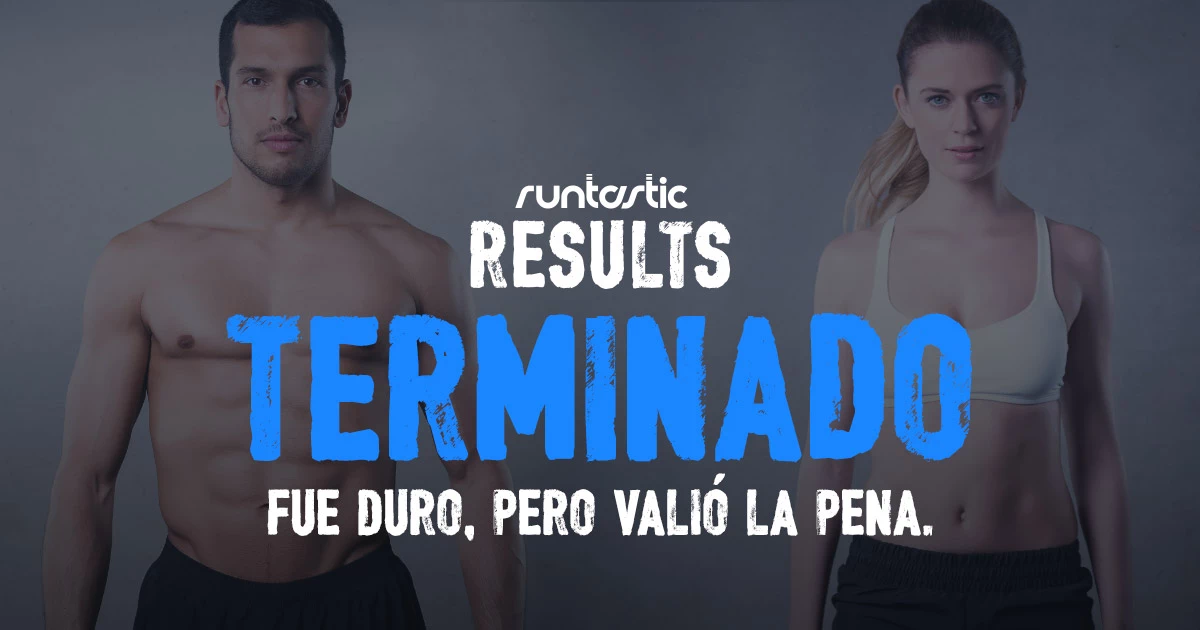 runtastic
RESULTS
TERMINADO
FUE DURO, PERO VALIÓ LA PENA.